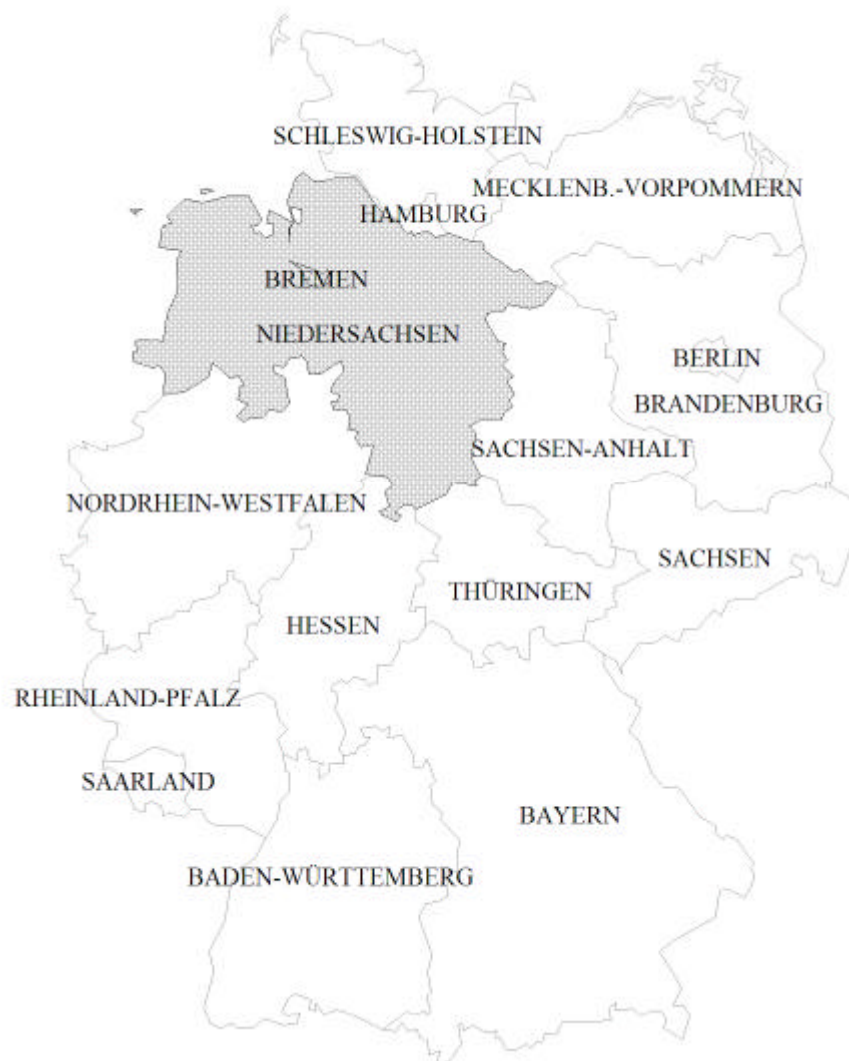 SCHLESWIG-HOLSTEIN
MECKLENB.-VORPOMMERN
HAMBURG
BREMEN
NIEDERSACHSEN
BERLIN
BRANDENBURG
SACHSEN-ANHALT
NORDRHEIN-WESTFALEN
SACHSEN
THÜRINGEN
HESSEN
RHEINLAND-PFALZ
SAARLAND
BAYERN
BADEN-WÜRTTEMBERG